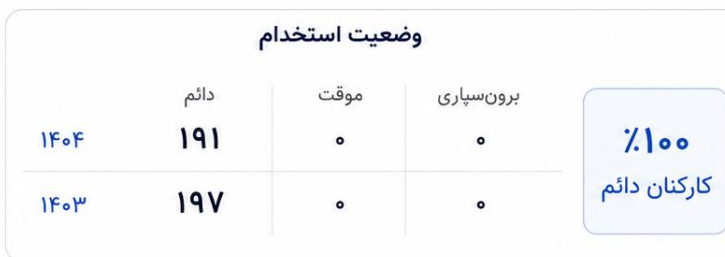 وضعیت استخدام
برون‌سپاری موقت دائم
۰ ۰ ۱۹۱ ۱۴۰۴
۰ ۰ ۱۹۷ ۱۴۰۳
٪۱۰۰
کارکنان دائم